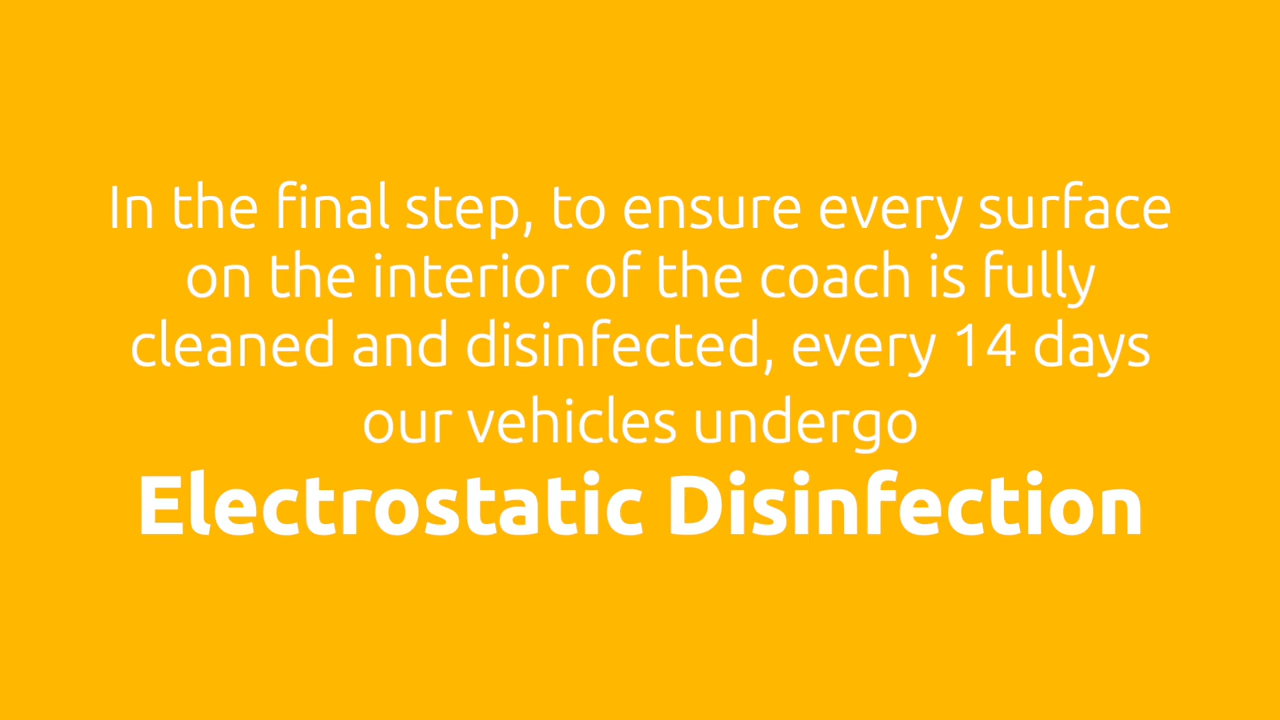 In the final step, to ensure every surface
on the interior of the coach is fully
cleaned and disinfected, every 14 days
our vehicles undergo
Electrostatic Disinfection